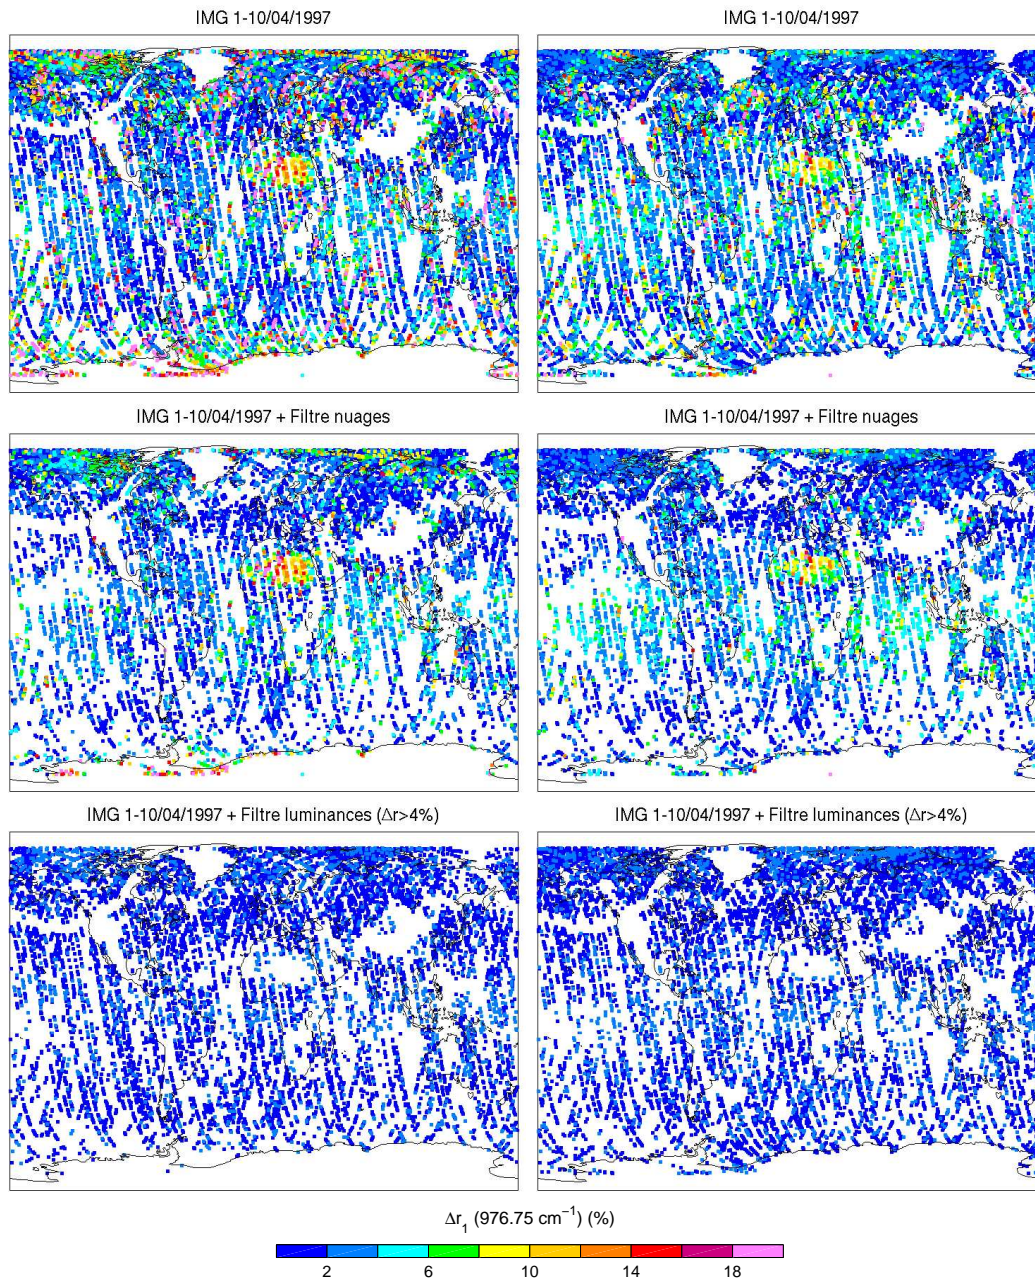 IMG 1-10/04/1997
IMG 1-10/04/1997
IMG 1-10/04/1997 + Filtre nuages
IMG 1-10/04/1997 + Filtre nuages
IMG 1-10/04/1997 + Filtre luminances (Δr>4%)
IMG 1-10/04/1997 + Filtre luminances (Δr>4%)
Δr₁ (976.75 cm⁻¹) (%)
2 6 10 14 18